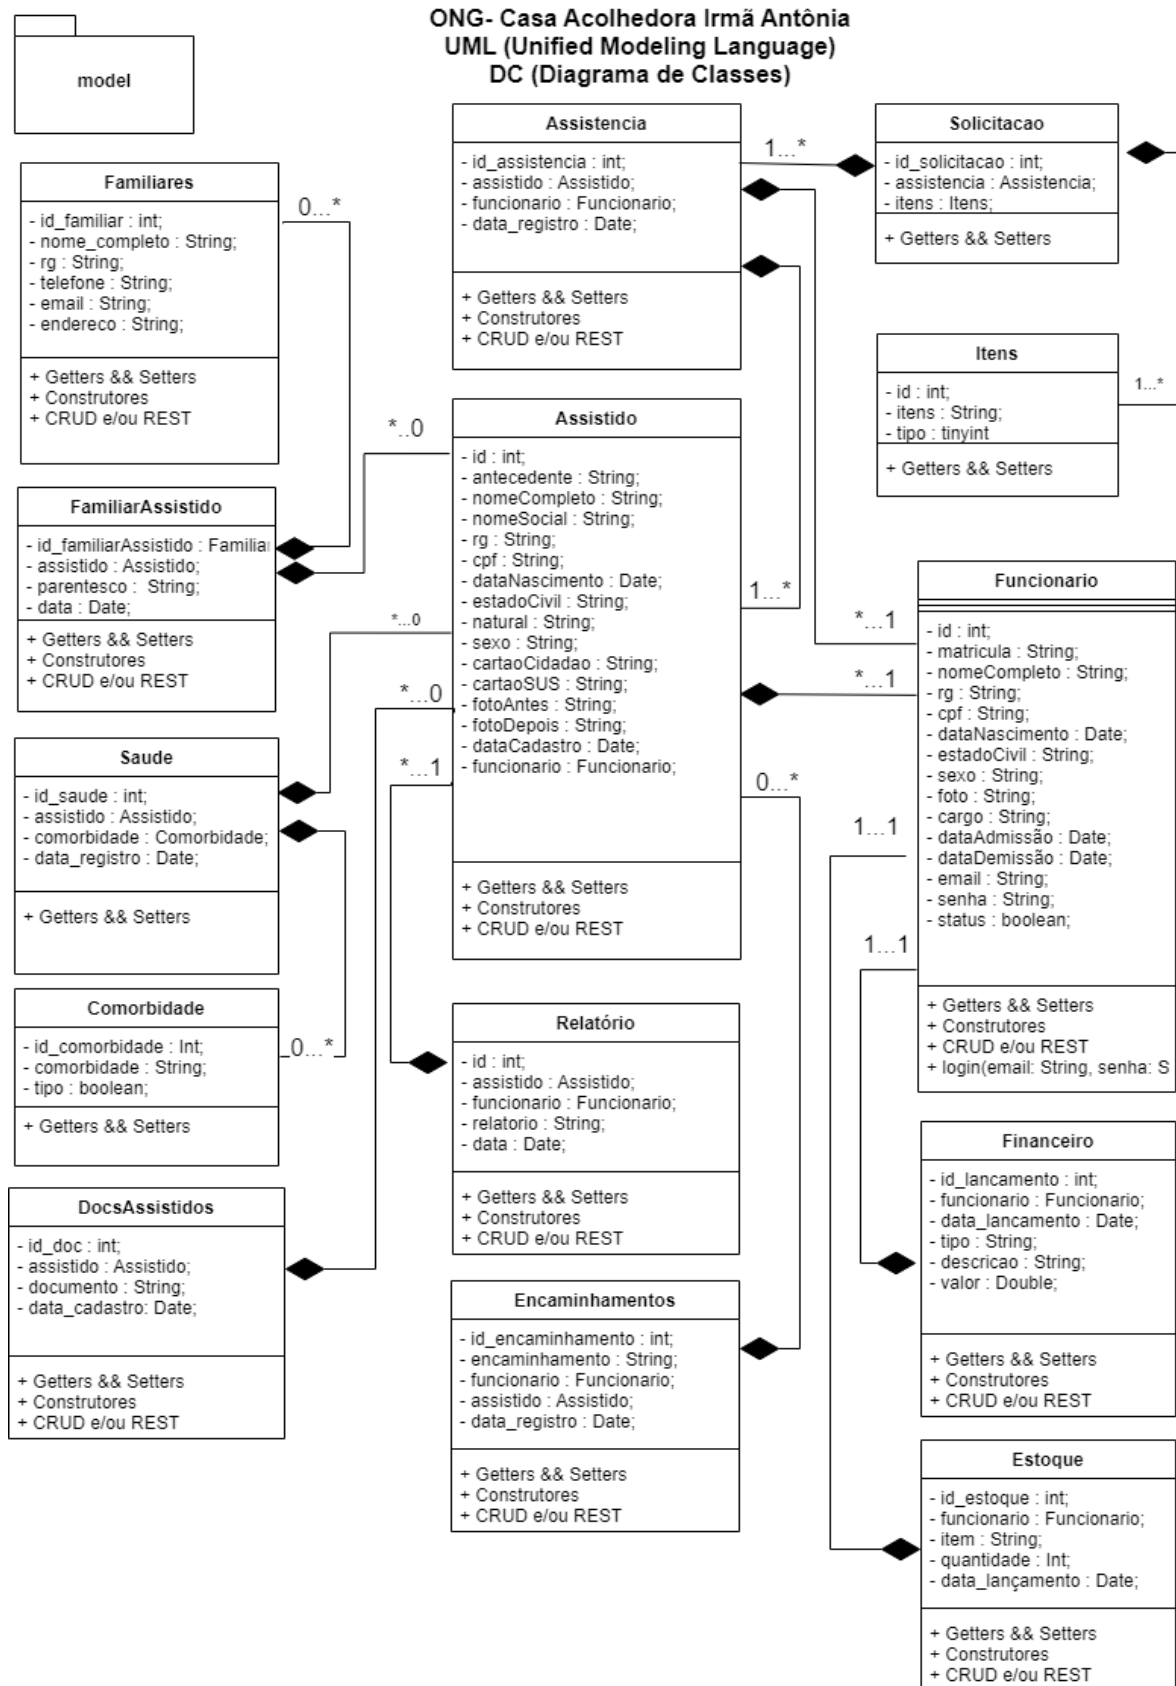 ONG- Casa Acolhedora Irmã Antônia
UML (Unified Modeling Language)
DC (Diagrama de Classes)
model
Familiares
- id_familiar : int;
- nome_completo : String;
- rg : String;
- telefone : String;
- email : String;
- endereco : String;
+ Getters && Setters
+ Construtores
+ CRUD e/ou REST
0...*
FamiliarAssistido
- id_familiarAssistido : Familiar
- assistido : Assistido;
- parentesco :  String;
- data : Date;
+ Getters && Setters
+ Construtores
+ CRUD e/ou REST
*..0
*...0
Saude
- id_saude : int;
- assistido : Assistido;
- comorbidade : Comorbidade;
- data_registro : Date;
+ Getters && Setters
*...0
*...1
Comorbidade
- id_comorbidade : Int;
- comorbidade : String;
- tipo : boolean;
+ Getters && Setters
0...*
DocsAssistidos
- id_doc : int;
- assistido : Assistido;
- documento : String;
- data_cadastro: Date;
+ Getters && Setters
+ Construtores
+ CRUD e/ou REST
Assistencia
- id_assistencia : int;
- assistido : Assistido;
- funcionario : Funcionario;
- data_registro : Date;
+ Getters && Setters
+ Construtores
+ CRUD e/ou REST
1...*
Assistido
- id : int;
- antecedente : String;
- nomeCompleto : String;
- nomeSocial : String;
- rg : String;
- cpf : String;
- dataNascimento : Date;
- estadoCivil : String;
- natural : String;
- sexo : String;
- cartaoCidadao : String;
- cartaoSUS : String;
- fotoAntes : String;
- fotoDepois : String;
- dataCadastro : Date;
- funcionario : Funcionario;
+ Getters && Setters
+ Construtores
+ CRUD e/ou REST
1...*
*...1
*...1
0...*
Relatório
- id : int;
- assistido : Assistido;
- funcionario : Funcionario;
- relatorio : String;
- data : Date;
+ Getters && Setters
+ Construtores
+ CRUD e/ou REST
Encaminhamentos
- id_encaminhamento : int;
- encaminhamento : String;
- funcionario : Funcionario;
- assistido : Assistido;
- data_registro : Date;
+ Getters && Setters
+ Construtores
+ CRUD e/ou REST
Solicitacao
- id_solicitacao : int;
- assistencia : Assistencia;
- itens : Itens;
+ Getters && Setters
Itens
- id : int;
- itens : String;
- tipo : tinyint
+ Getters && Setters
1...*
Funcionario
- id : int;
- matricula : String;
- nomeCompleto : String;
- rg : String;
- cpf : String;
- dataNascimento : Date;
- estadoCivil : String;
- sexo : String;
- foto : String;
- cargo : String;
- dataAdmissão : Date;
- dataDemissão : Date;
- email : String;
- senha : String;
- status : boolean;
+ Getters && Setters
+ Construtores
+ CRUD e/ou REST
+ login(email: String, senha: S
1...1
1...1
Financeiro
- id_lancamento : int;
- funcionario : Funcionario;
- data_lancamento : Date;
- tipo : String;
- descricao : String;
- valor : Double;
+ Getters && Setters
+ Construtores
+ CRUD e/ou REST
Estoque
- id_estoque : int;
- funcionario : Funcionario;
- item : String;
- quantidade : Int;
- data_lançamento : Date;
+ Getters && Setters
+ Construtores
+ CRUD e/ou REST